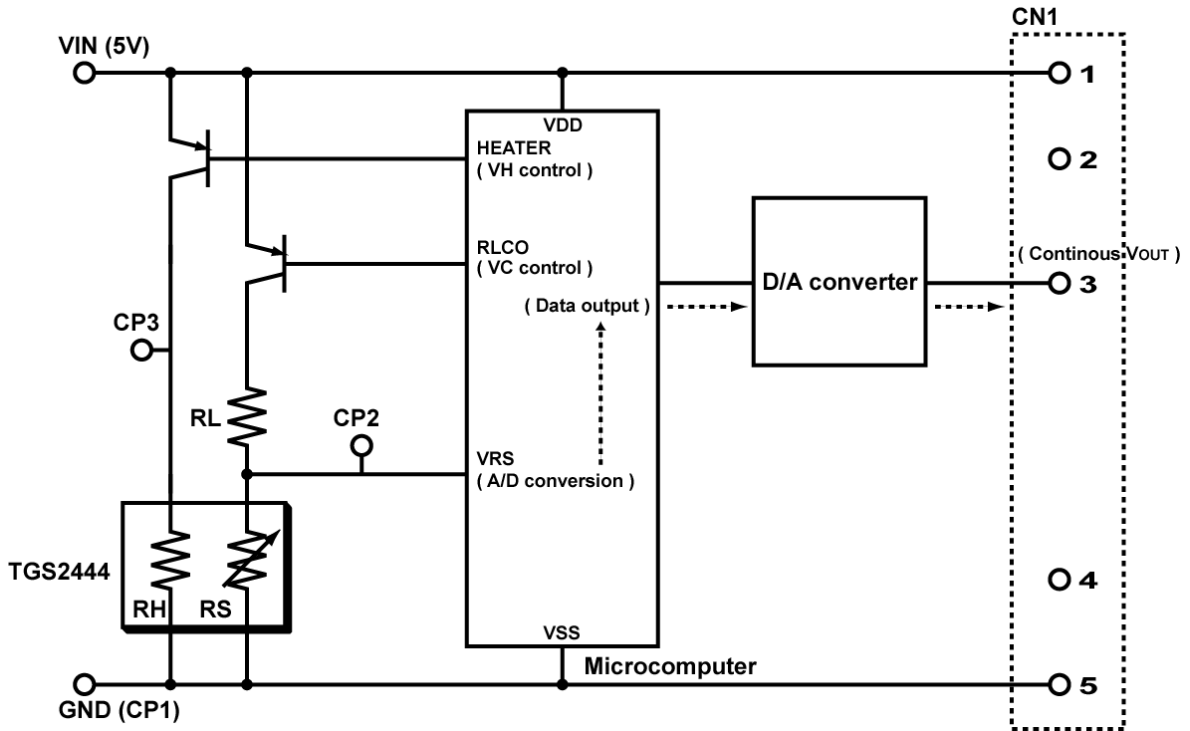 CN1
VIN (5V)
1
VDD
HEATER
( VH control )
2
RLCO
( VC control )
( Continous VOUT )
D/A converter
3
( Data output )
CP3
RL
CP2
VRS
( A/D conversion )
TGS2444
4
RH
RS
VSS
Microcomputer
5
GND (CP1)